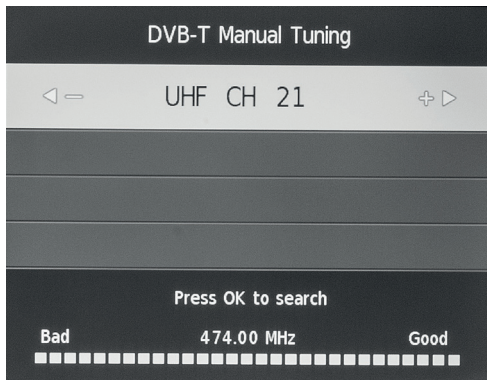 DVB-T Manual Tuning
UHF CH 21
Press OK to search
Bad 474.00 MHz Good